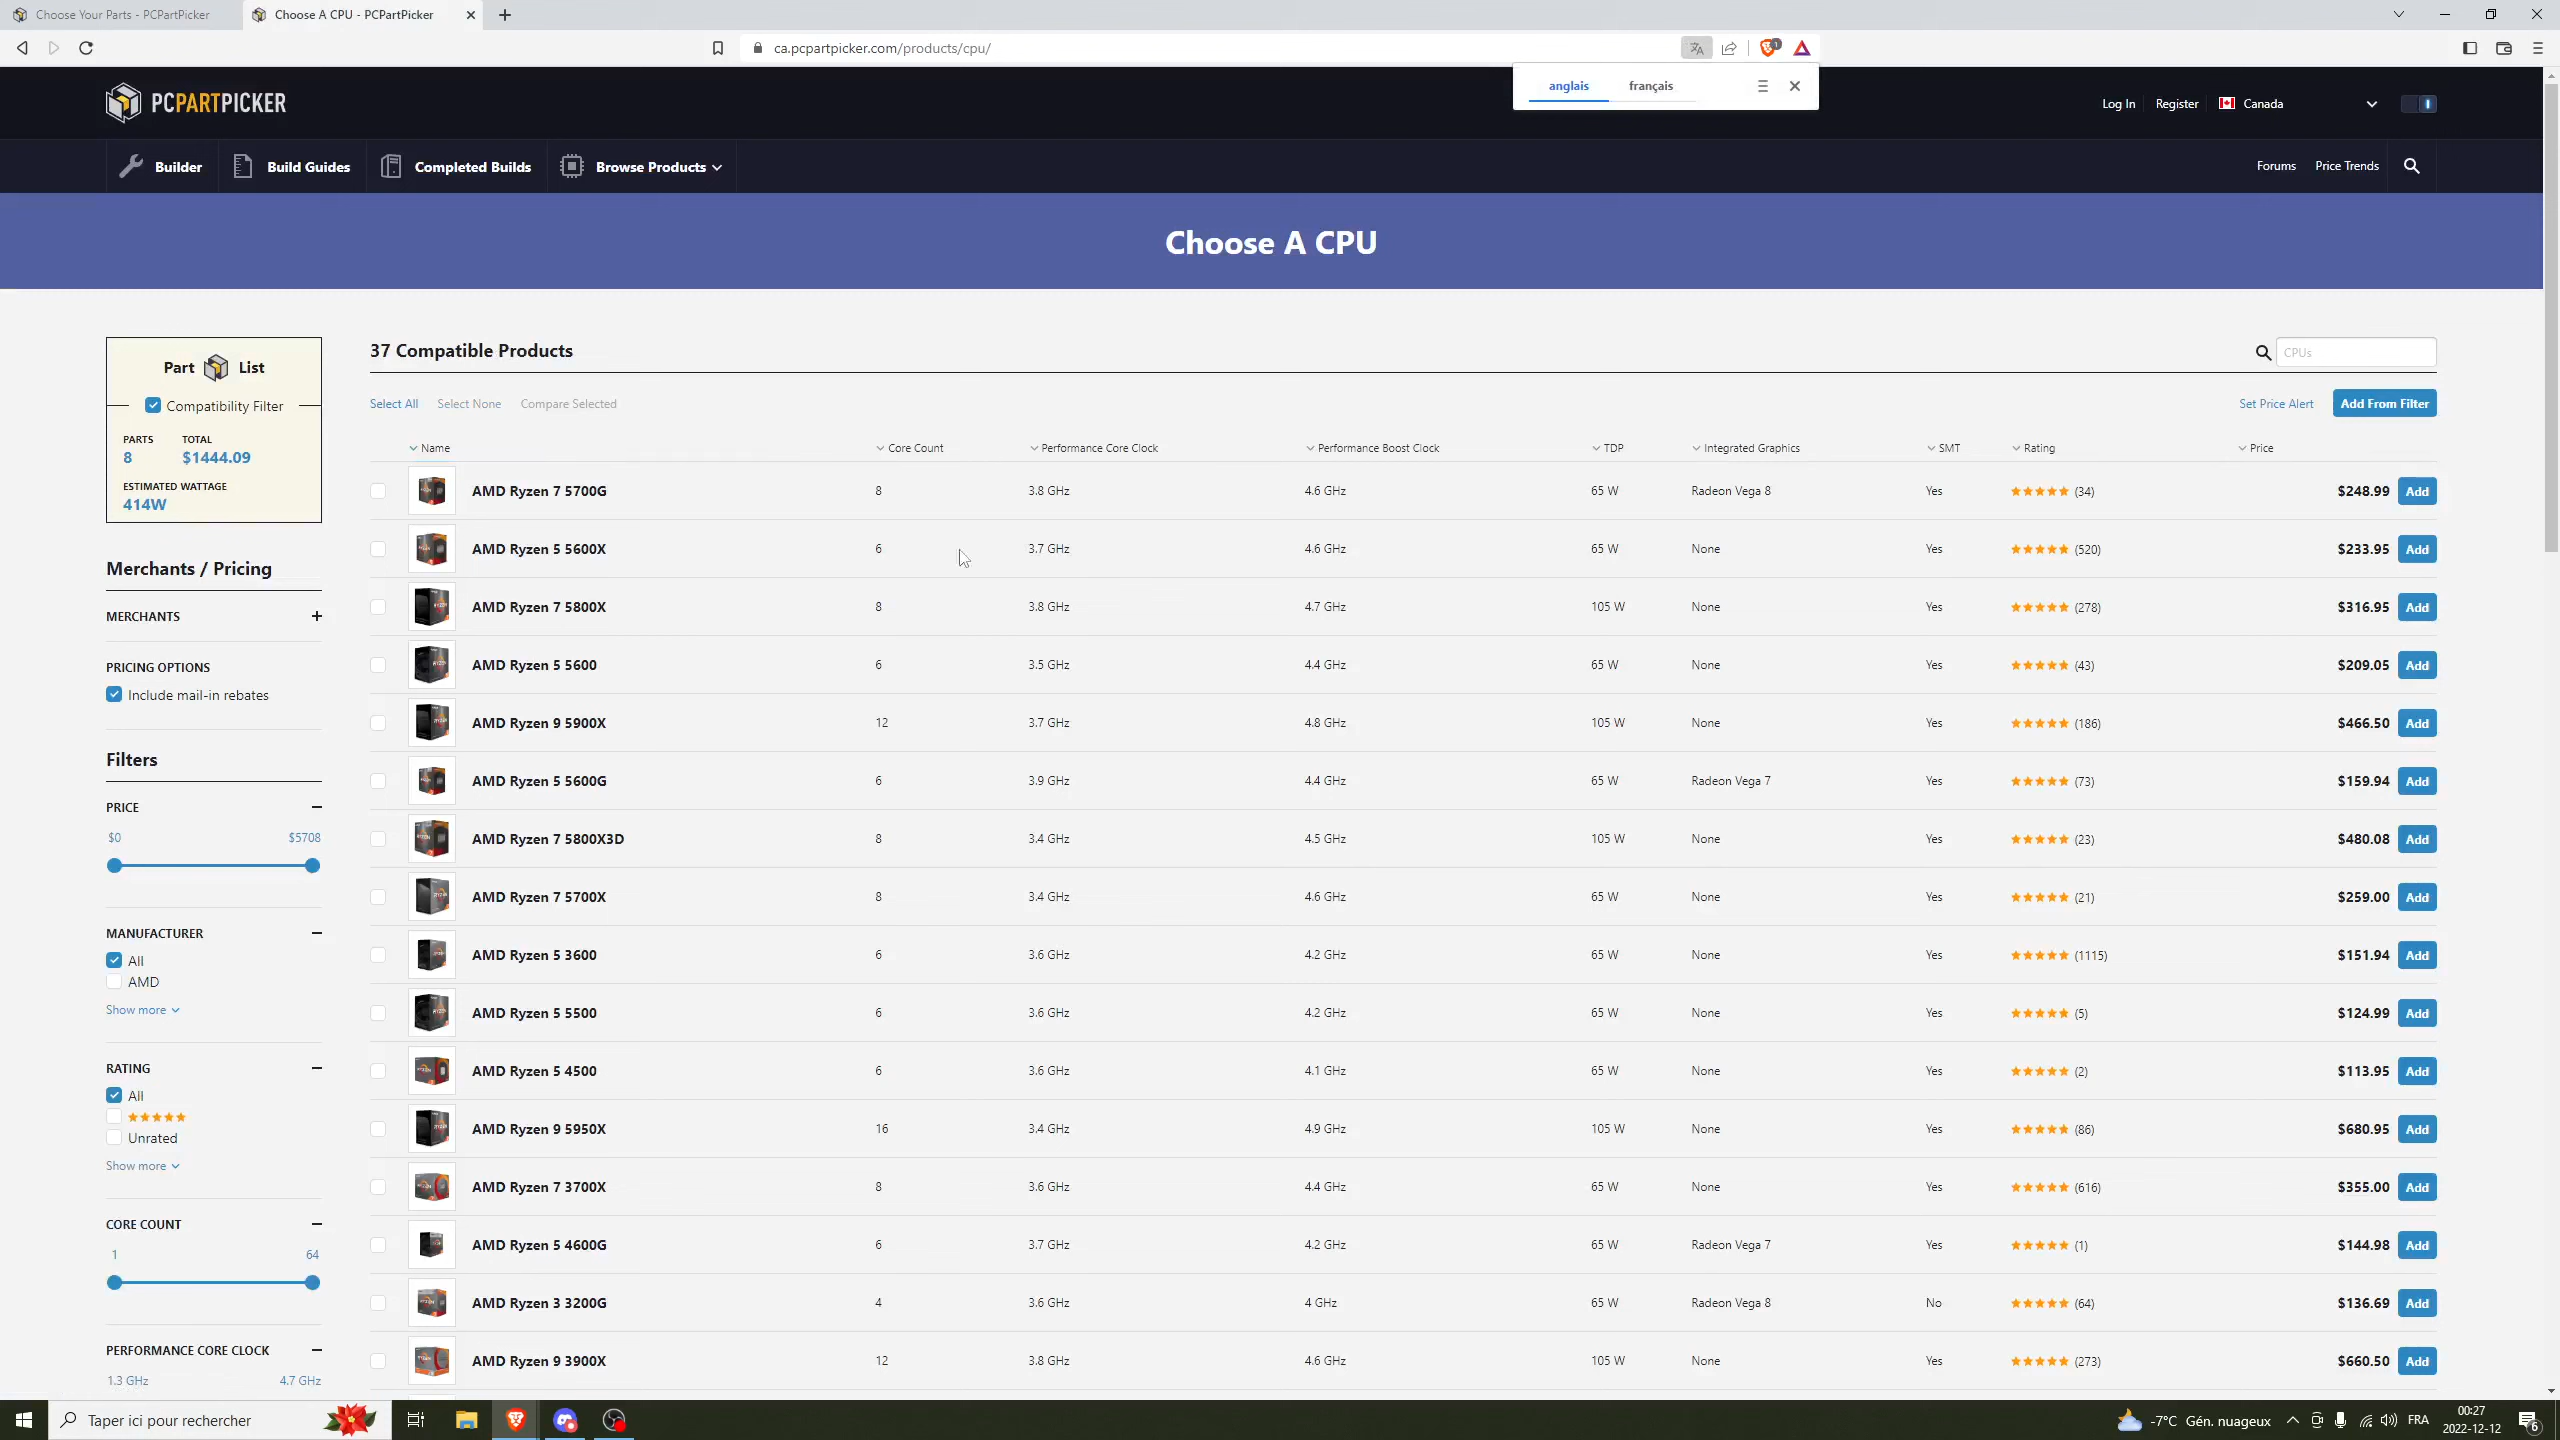 Choose Your Parts - PCPartPicker
Choose A CPU - PCPartPicker
ca.pcpartpicker.com/products/cpu/
1
anglais français
PCPARTPICKER
Log In Register Canada
Builder Build Guides Completed Builds Browse Products
Forums Price Trends
Choose A CPU
Part List
Compatibility Filter
PARTS TOTAL
8 $1444.09
ESTIMATED WATTAGE
414W
Merchants / Pricing
MERCHANTS
PRICING OPTIONS
Include mail-in rebates
Filters
PRICE
$0 $5708
MANUFACTURER
All
AMD
Show more
RATING
All
★★★★★
Unrated
Show more
CORE COUNT
1 64
PERFORMANCE CORE CLOCK
1.3 GHz 4.7 GHz
37 Compatible Products
CPUs
Select All Select None Compare Selected
Set Price Alert Add From Filter
Name Core Count Performance Core Clock Performance Boost Clock TDP Integrated Graphics SMT Rating Price
AMD Ryzen 7 5700G 8 3.8 GHz 4.6 GHz 65 W Radeon Vega 8 Yes ★★★★★ (34) $248.99 Add
AMD Ryzen 5 5600X 6 3.7 GHz 4.6 GHz 65 W None Yes ★★★★★ (520) $233.95 Add
AMD Ryzen 7 5800X 8 3.8 GHz 4.7 GHz 105 W None Yes ★★★★★ (278) $316.95 Add
AMD Ryzen 5 5600 6 3.5 GHz 4.4 GHz 65 W None Yes ★★★★★ (43) $209.05 Add
AMD Ryzen 9 5900X 12 3.7 GHz 4.8 GHz 105 W None Yes ★★★★★ (186) $466.50 Add
AMD Ryzen 5 5600G 6 3.9 GHz 4.4 GHz 65 W Radeon Vega 7 Yes ★★★★★ (73) $159.94 Add
AMD Ryzen 7 5800X3D 8 3.4 GHz 4.5 GHz 105 W None Yes ★★★★★ (23) $480.08 Add
AMD Ryzen 7 5700X 8 3.4 GHz 4.6 GHz 65 W None Yes ★★★★★ (21) $259.00 Add
AMD Ryzen 5 3600 6 3.6 GHz 4.2 GHz 65 W None Yes ★★★★★ (1115) $151.94 Add
AMD Ryzen 5 5500 6 3.6 GHz 4.2 GHz 65 W None Yes ★★★★★ (5) $124.99 Add
AMD Ryzen 5 4500 6 3.6 GHz 4.1 GHz 65 W None Yes ★★★★★ (2) $113.95 Add
AMD Ryzen 9 5950X 16 3.4 GHz 4.9 GHz 105 W None Yes ★★★★★ (86) $680.95 Add
AMD Ryzen 7 3700X 8 3.6 GHz 4.4 GHz 65 W None Yes ★★★★★ (616) $355.00 Add
AMD Ryzen 5 4600G 6 3.7 GHz 4.2 GHz 65 W Radeon Vega 7 Yes ★★★★★ (1) $144.98 Add
AMD Ryzen 3 3200G 4 3.6 GHz 4 GHz 65 W Radeon Vega 8 No ★★★★★ (64) $136.69 Add
AMD Ryzen 9 3900X 12 3.8 GHz 4.6 GHz 105 W None Yes ★★★★★ (273) $660.50 Add
Taper ici pour rechercher
-7°C Gén. nuageux
FRA
00:27
2022-12-12
6